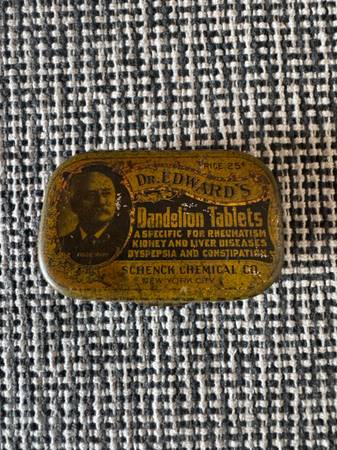 PRICE 25¢
DR. EDWARD'S
Dandelion Tablets
A SPECIFIC FOR RHEUMATISM
KIDNEY AND LIVER DISEASES
DYSPEPSIA AND CONSTIPATION
SCHENCK CHEMICAL CO.
NEW YORK CITY